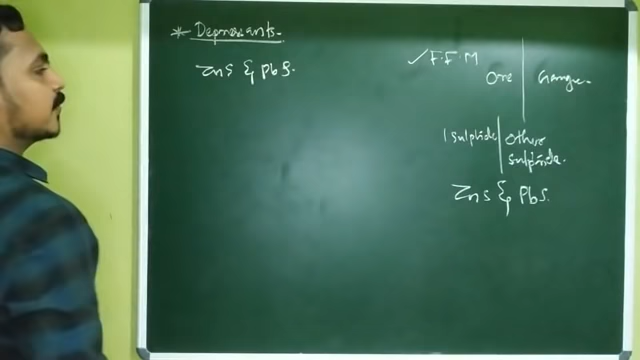 * Depressants.
ZnS & PbS.
✓ F.F.M
Ore | Gangue.
1 sulphide | other
sulphide.
ZnS & PbS.